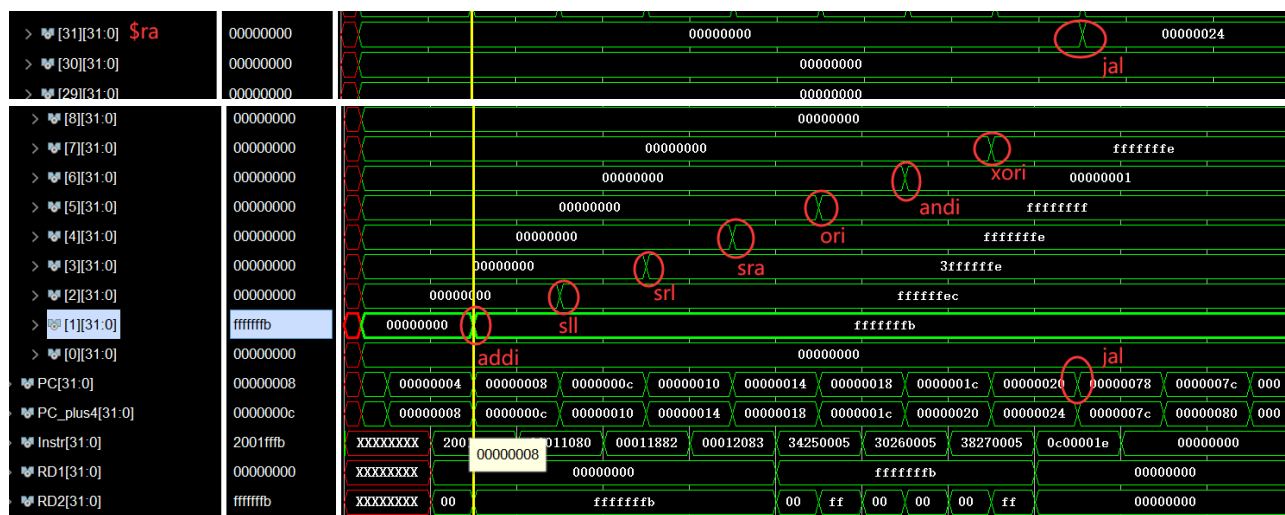 [31][31:0] $ra 00000000 00000000 00000024
[30][31:0] 00000000 00000000 jal
[29][31:0] 00000000 00000000
[8][31:0] 00000000 00000000
[7][31:0] 00000000 00000000 fffffffe
xori
[6][31:0] 00000000 00000000 00000001
andi
[5][31:0] 00000000 00000000 ffffffff
ori
[4][31:0] 00000000 00000000 fffffffe
sra
[3][31:0] 00000000 00000000 3ffffffe
srl
[2][31:0] 00000000 00000000 ffffffec
sll
[1][31:0] fffffffb 00000000 fffffffb
addi jal
[0][31:0] 00000000 00000000
PC[31:0] 00000008 00000004 00000008 0000000c 00000010 00000014 00000018 0000001c 00000020 00000078 0000007c 000
PC_plus4[31:0] 0000000c 00000008 0000000c 00000010 00000014 00000018 0000001c 00000020 00000024 0000007c 00000080 000
Instr[31:0] 2001fffb XXXXXXXX 200 011080 00011882 00012083 34250005 30260005 38270005 0c00001e 00000000
00000008
RD1[31:0] 00000000 XXXXXXXX 00000000 fffffffb 00000000
RD2[31:0] fffffffb XXXXXXXX 00 fffffffb 00 ff 00 00 00 ff 00000000